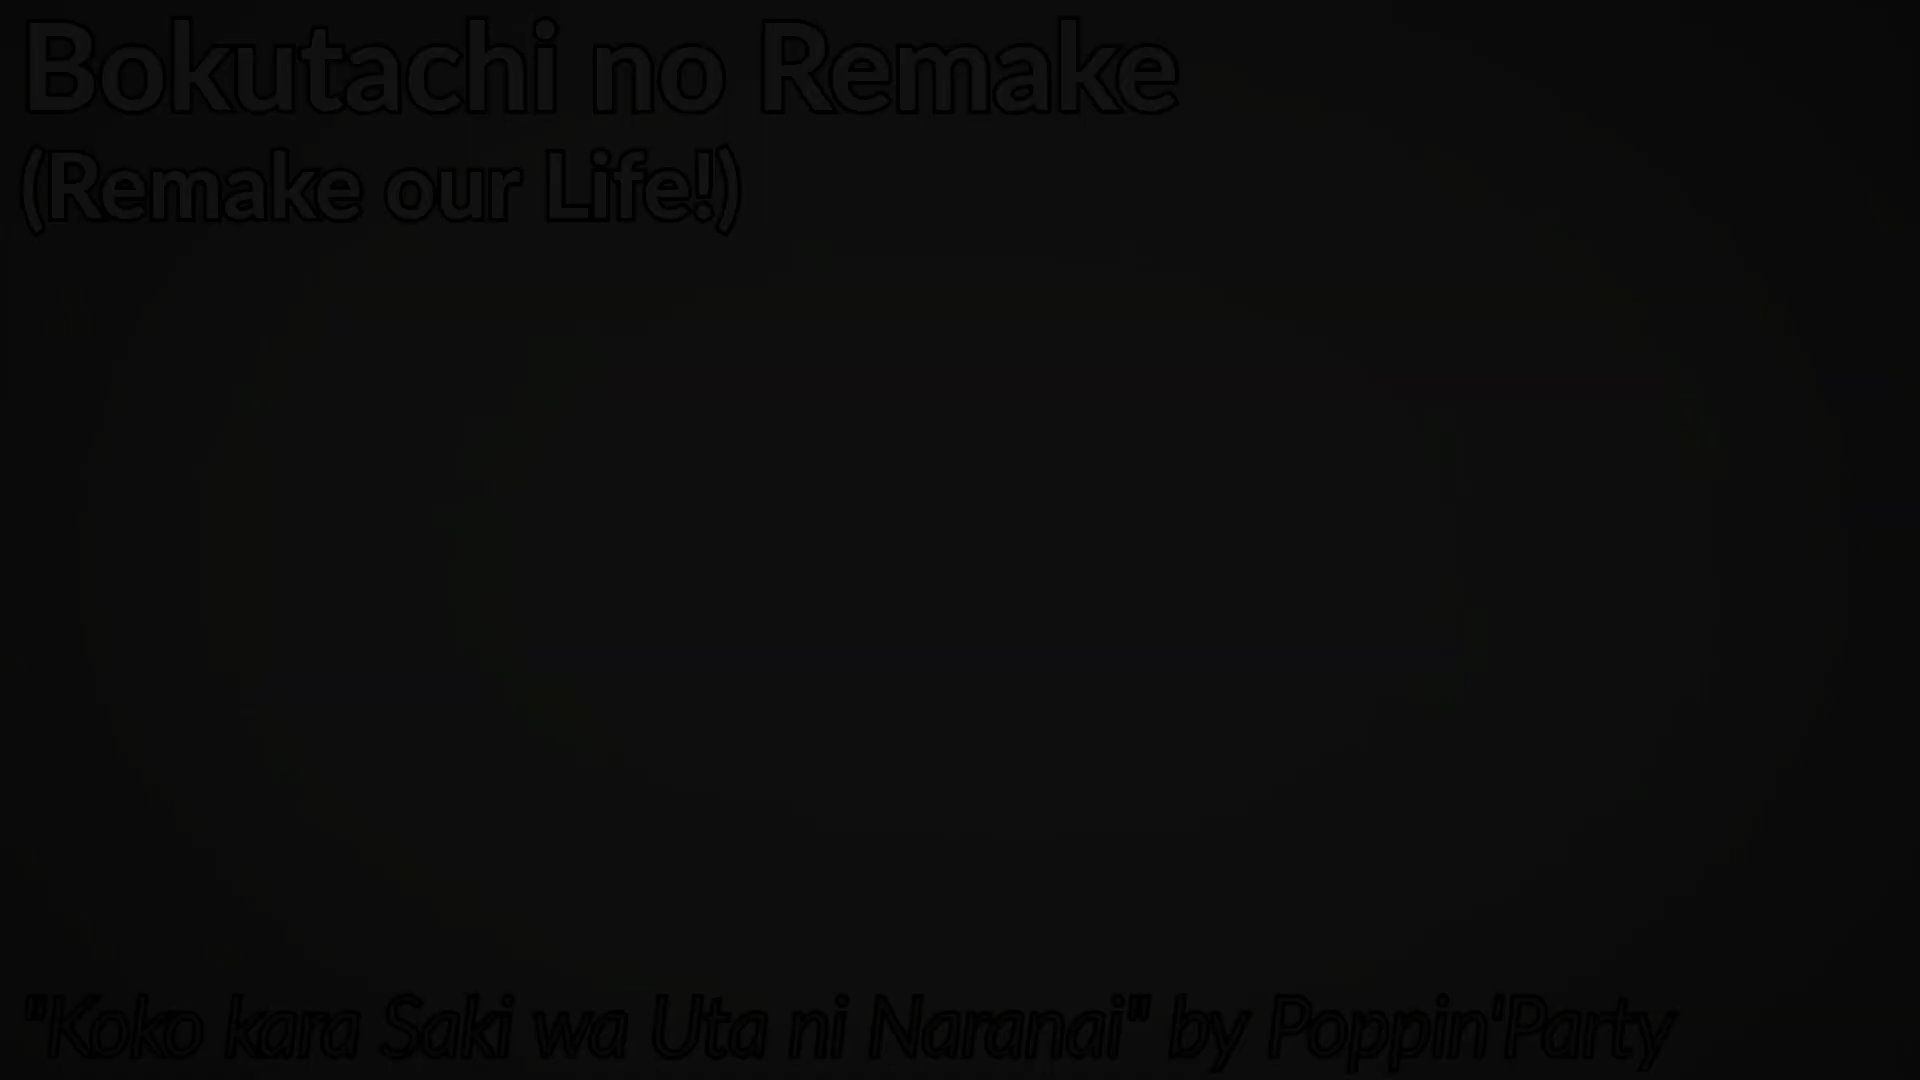 Bokutachi no Remake
(Remake our Life!)
"Koko kara Saki wa Uta ni Naranai" by Poppin'Party